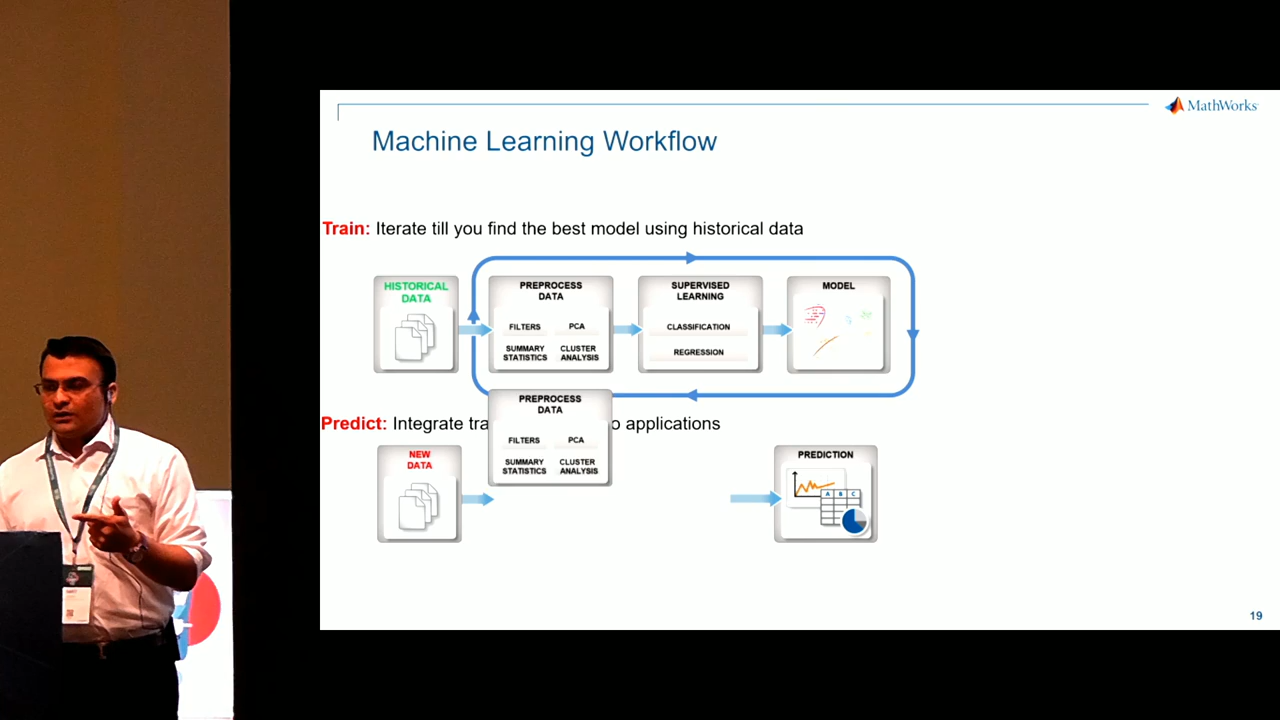 MathWorks
Machine Learning Workflow
Train: Iterate till you find the best model using historical data
HISTORICAL
DATA
PREPROCESS
DATA
FILTERS
PCA
SUMMARY
STATISTICS
CLUSTER
ANALYSIS
SUPERVISED
LEARNING
CLASSIFICATION
REGRESSION
MODEL
Predict: Integrate tra
o applications
PREPROCESS
DATA
FILTERS
PCA
SUMMARY
STATISTICS
CLUSTER
ANALYSIS
NEW
DATA
PREDICTION
A B C
19